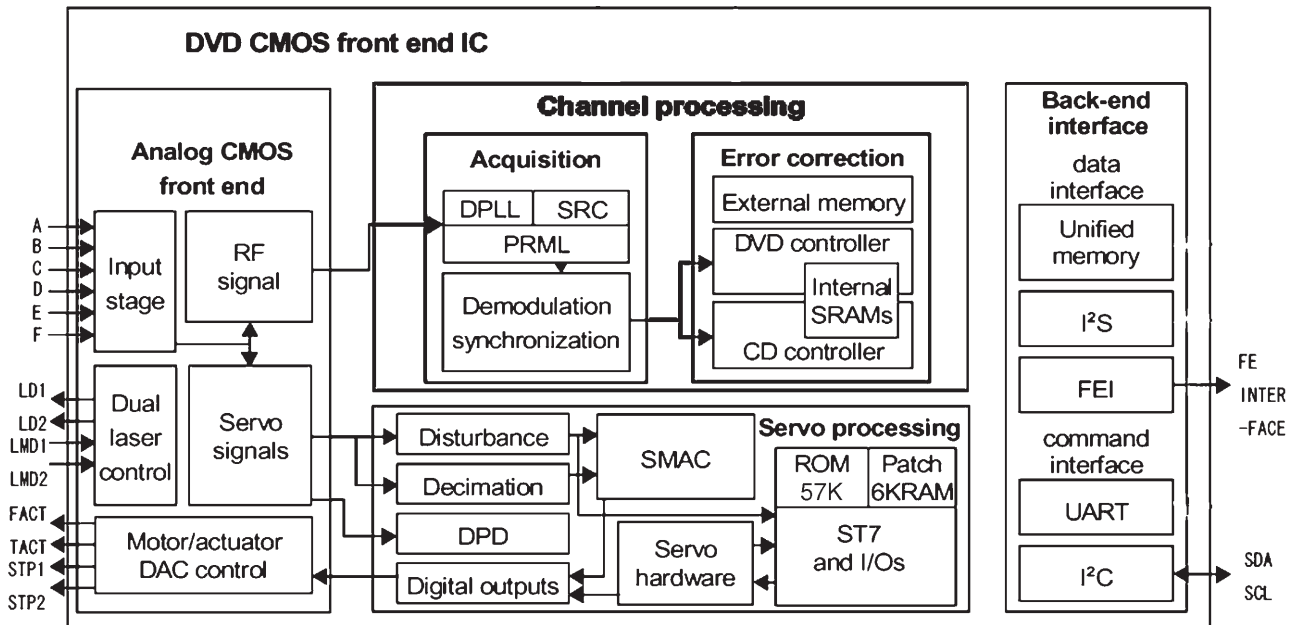 DVD CMOS front end IC
Analog CMOS
front end
A
B
C
D
E
F
Input
stage
RF
signal
LD1
LD2
LMD1
LMD2
Dual
laser
control
Servo
signals
FACT
TACT
STP1
STP2
Motor/actuator
DAC control
Channel processing
Acquisition
DPLL
SRC
PRML
Demodulation
synchronization
Error correction
External memory
DVD controller
Internal
SRAMs
CD controller
Servo processing
Disturbance
Decimation
DPD
Digital outputs
SMAC
Servo
hardware
ROM
57K
Patch
6KRAM
ST7
and I/Os
Back-end
interface
data
interface
Unified
memory
I²S
FEI
command
interface
UART
I²C
FE
INTER
-FACE
SDA
SCL